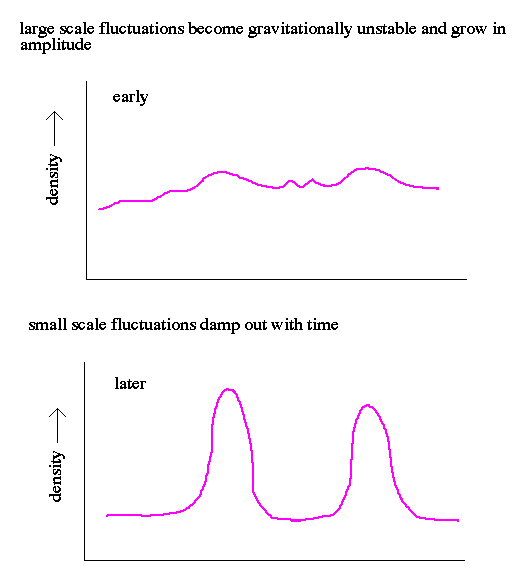 large scale fluctuations become gravitationally unstable and grow in
amplitude
early
density
small scale fluctuations damp out with time
later
density